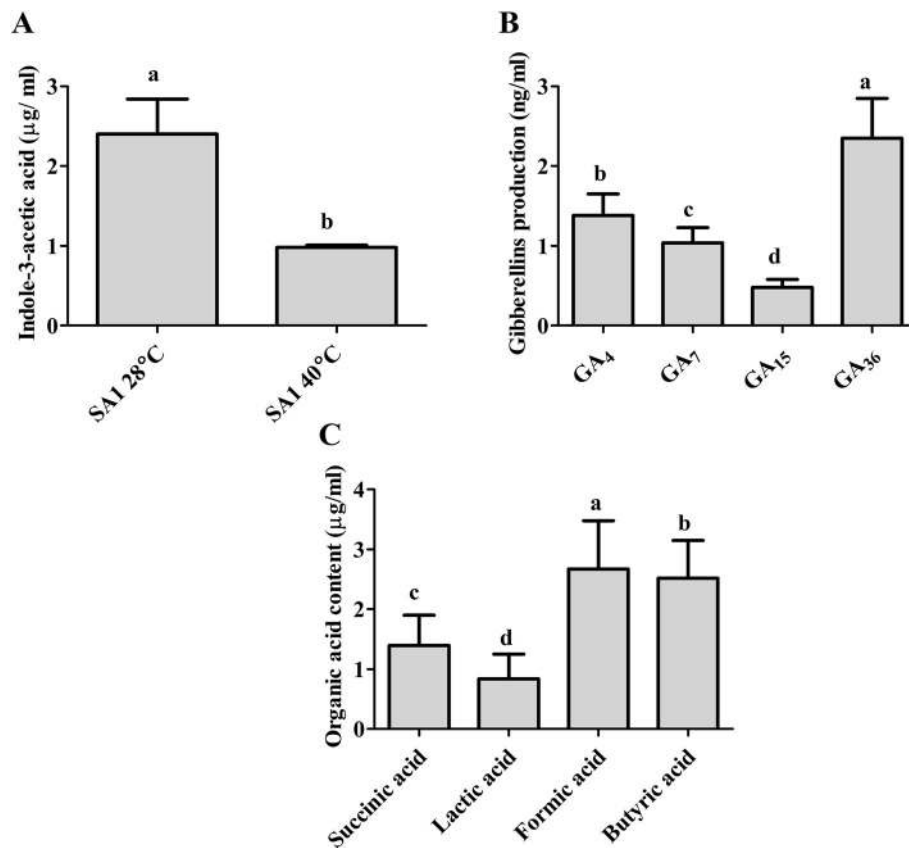 A
Indole-3-acetic acid (µg/ ml)
3
2
1
0
a
b
SA1 28°C
SA1 40°C
B
Gibberellins production (ng/ml)
3
2
1
0
b
c
d
a
GA4
GA7
GA15
GA36
C
Organic acid content (µg/ml)
4
3
2
1
0
c
d
a
b
Succinic acid
Lactic acid
Formic acid
Butyric acid